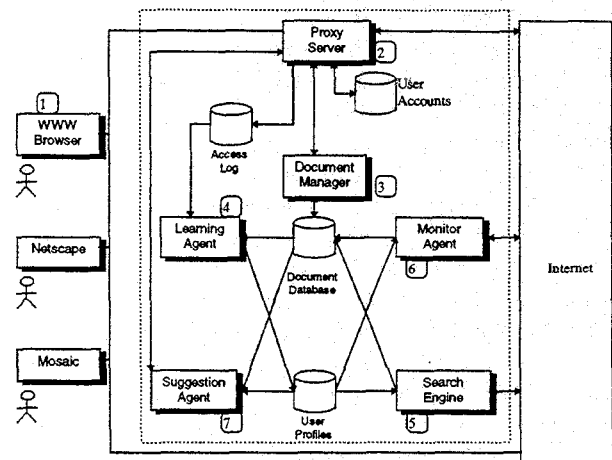 Proxy
Server
2
User
Accounts
1
WWW
Browser
Access
Log
Document
Manager
3
4
Learning
Agent
Monitor
Agent
6
Netscape
Document
Database
Internet
Mosaic
Suggestion
Agent
7
User
Profiles
Search
Engine
5